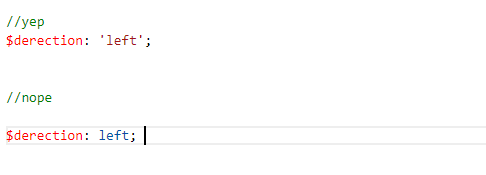 //yep
$derection: 'left';
//nope
$derection: left;